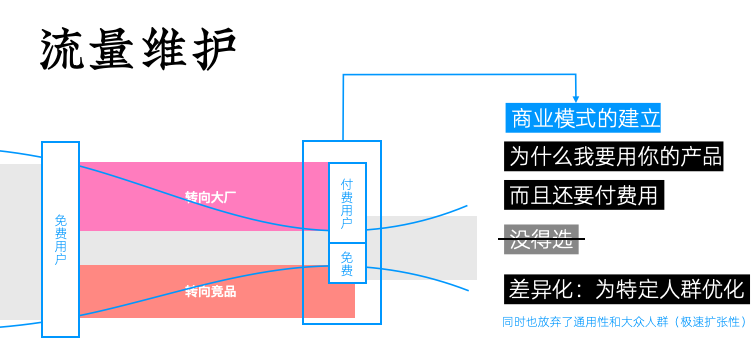 流量维护
商业模式的建立
为什么我要用你的产品
而且还要付费用
没得选
差异化：为特定人群优化
同时也放弃了通用性和大众人群（极速扩张性）
免费用户
转向大厂
转向竞品
付费用户
免费